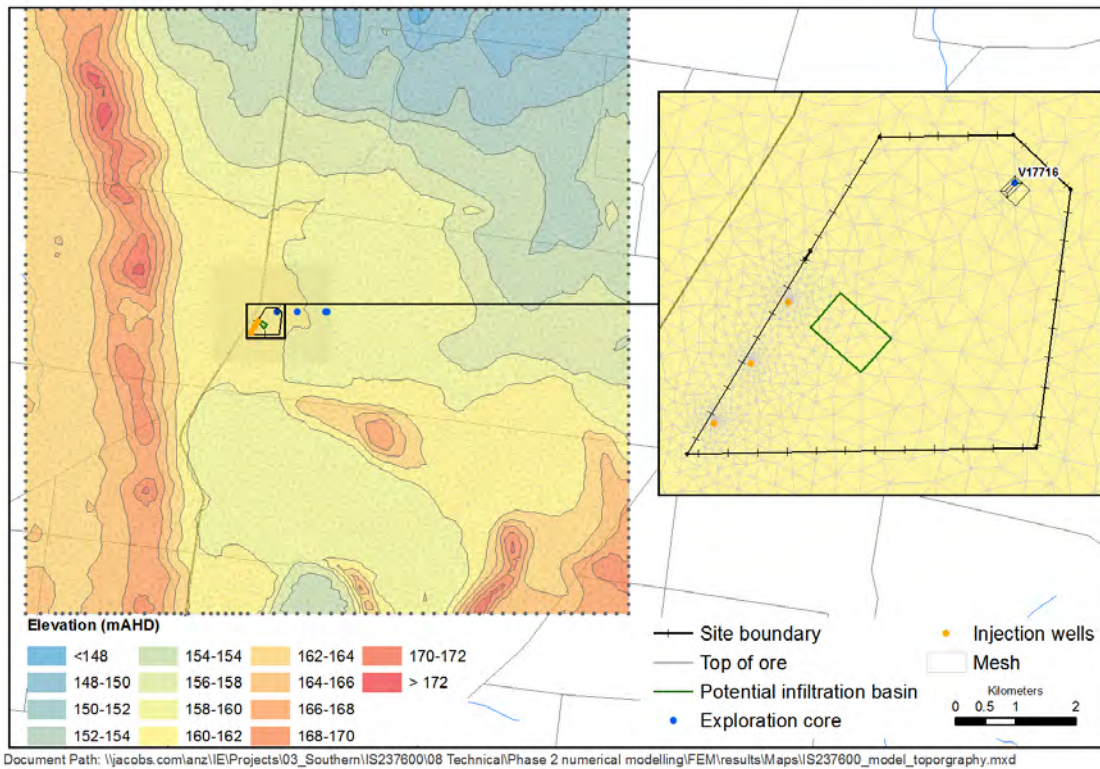 V17716
Elevation (mAHD)
<148
148-150
150-152
152-154
154-154
156-158
158-160
160-162
162-164
164-166
166-168
168-170
170-172
> 172
Site boundary
Top of ore
Potential infiltration basin
Exploration core
Injection wells
Mesh
Kilometers
0 0.5 1 2
Document Path: \\jacobs.com\anz\IE\Projects\03_Southern\IS237600\08 Technical\Phase 2 numerical modelling\FEM\results\Maps\IS237600_model_toporgraphy.mxd